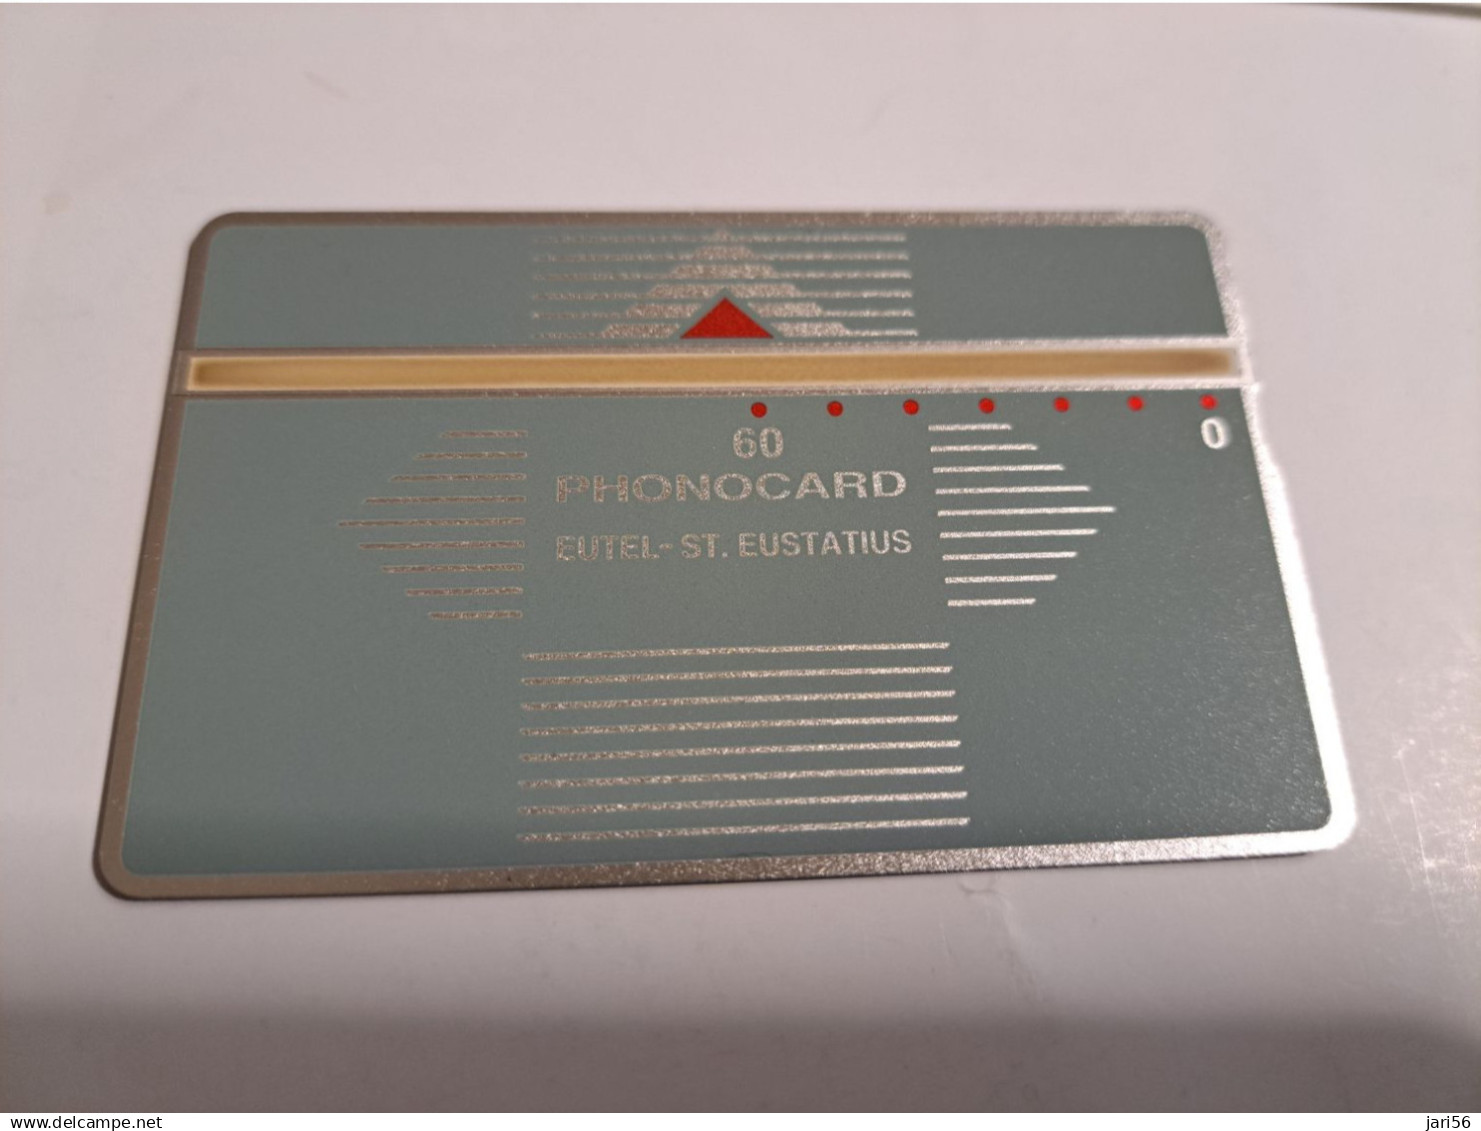 60
0
PHONOCARD
EUTEL- ST. EUSTATIUS
www.delcampe.net
jari56